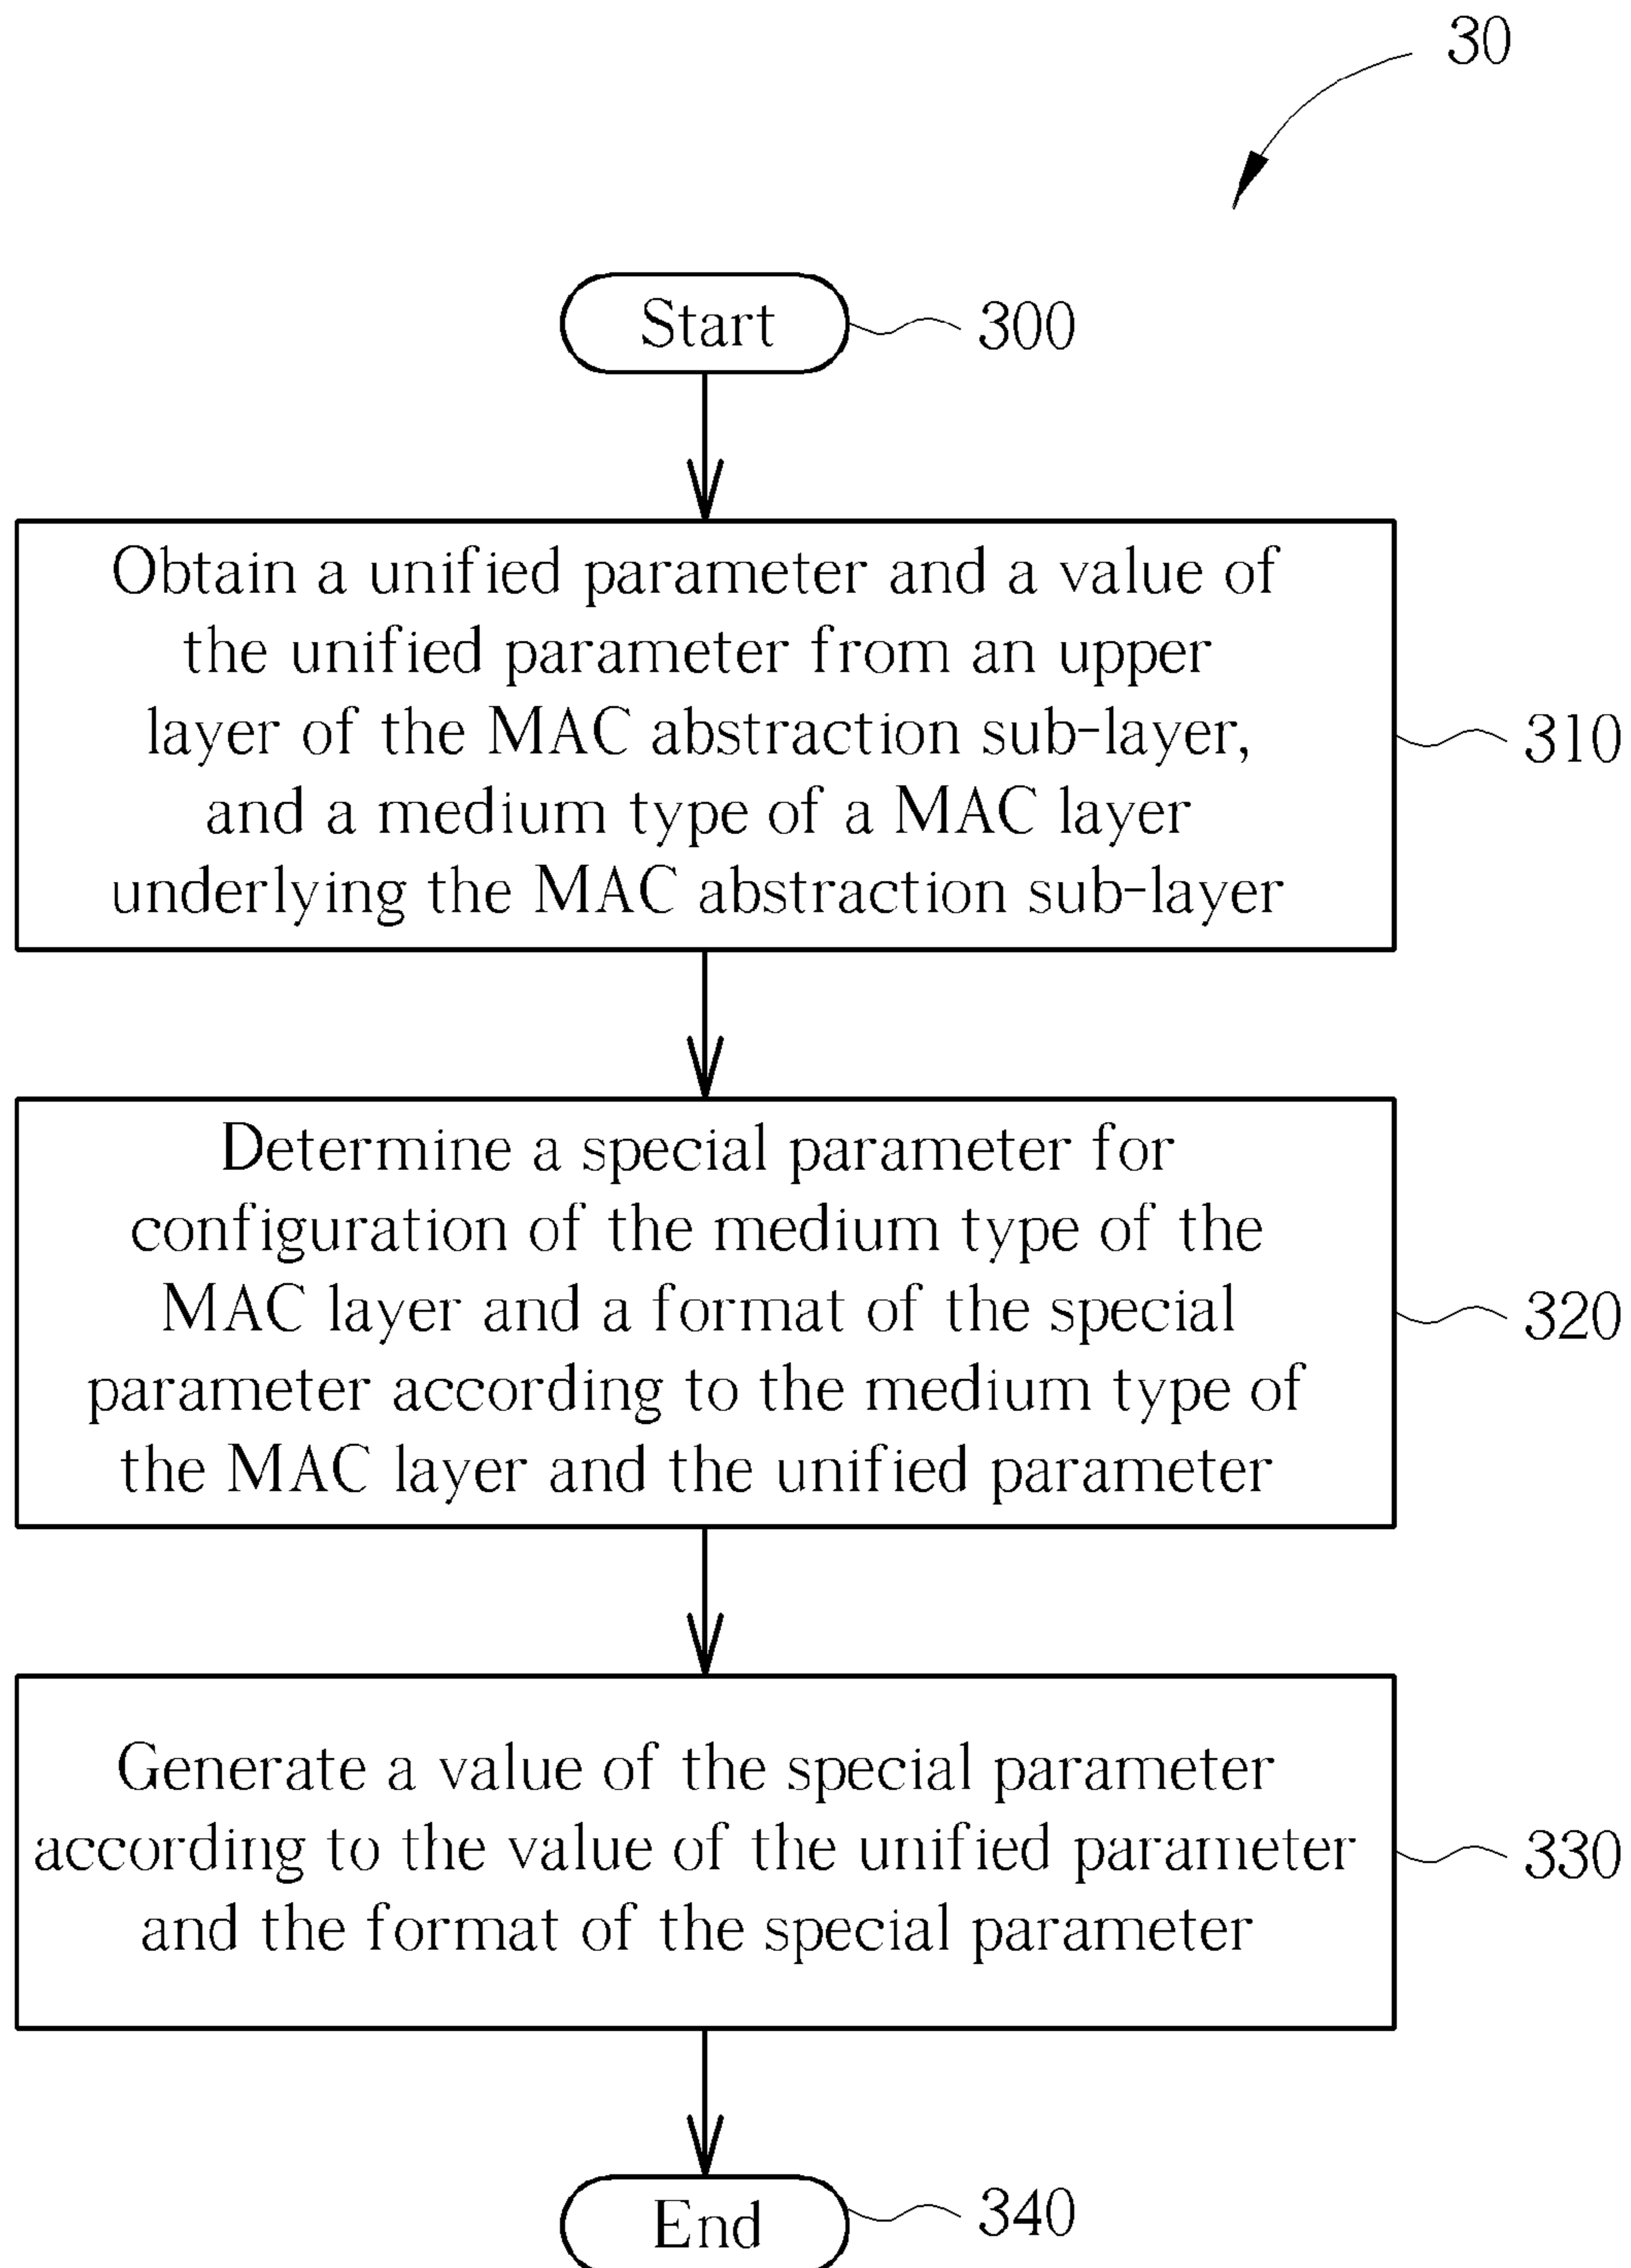 30
Start
300
Obtain a unified parameter and a value of
the unified parameter from an upper
layer of the MAC abstraction sub-layer,
and a medium type of a MAC layer
underlying the MAC abstraction sub-layer
310
Determine a special parameter for
configuration of the medium type of the
MAC layer and a format of the special
parameter according to the medium type of
the MAC layer and the unified parameter
320
Generate a value of the special parameter
according to the value of the unified parameter
and the format of the special parameter
330
End
340